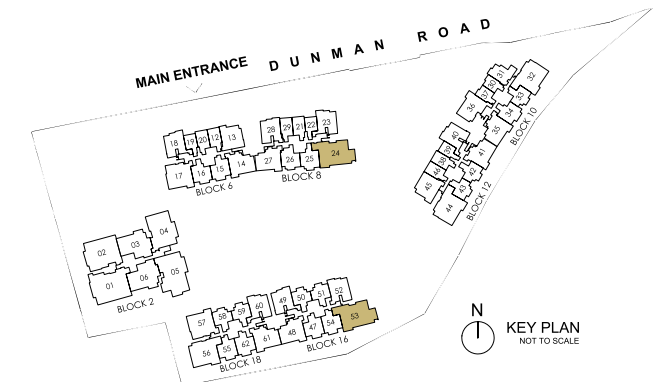 DUNMAN ROAD
MAIN ENTRANCE
18 19 20 12 13
28 29 21 22 23
17 16 15 14 27 26 25 24
BLOCK 6
BLOCK 8
31 32
30
37 33
36 34
35
BLOCK 10
40
39 41
38
46 42
45 43
44
BLOCK 12
02 03 04
01 06 05
BLOCK 2
57 58 59 60 49 50 51 52
56 55 62 61 48 47 54 53
BLOCK 18
BLOCK 16
N
KEY PLAN
NOT TO SCALE